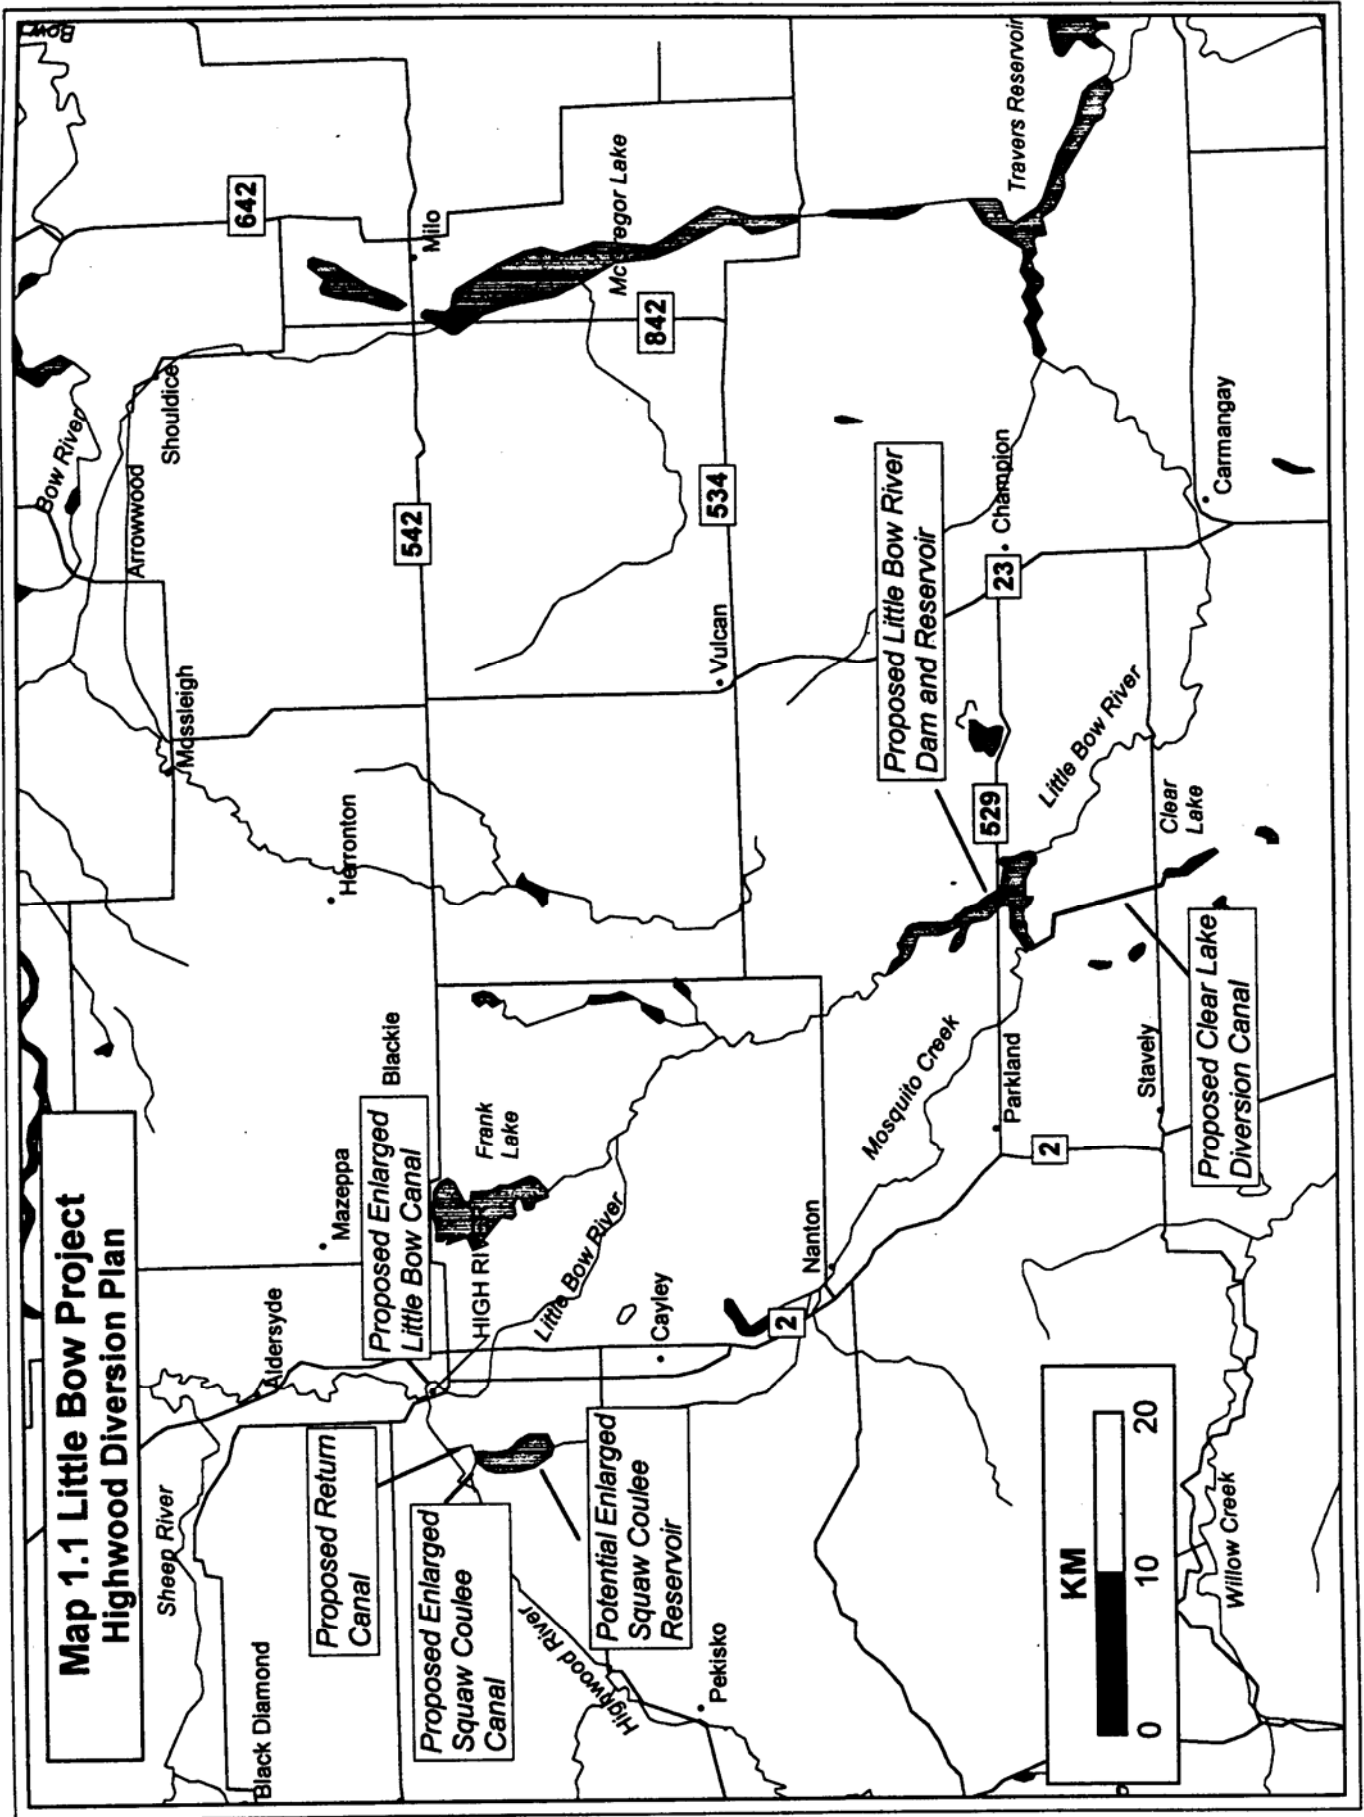 Map 1.1 Little Bow Project
Highwood Diversion Plan
Bow River
642
Arrowwood
Shouldice
Mossleigh
Milo
Herronton
542
McGregor Lake
842
Blackie
Mazeppa
Aldersyde
Sheep River
Black Diamond
Proposed Enlarged
Little Bow Canal
Frank
Lake
HIGH RIVER
Proposed Return
Canal
Proposed Enlarged
Squaw Coulee
Canal
Little Bow River
Cayley
534
Vulcan
Potential Enlarged
Squaw Coulee
Reservoir
Highwood River
Pekisko
2
Nanton
Mosquito Creek
Proposed Little Bow River
Dam and Reservoir
Travers Reservoir
23
Champion
529
Little Bow River
Parkland
2
Clear
Lake
Carmangay
Stavely
Proposed Clear Lake
Diversion Canal
Willow Creek
KM
0
10
20